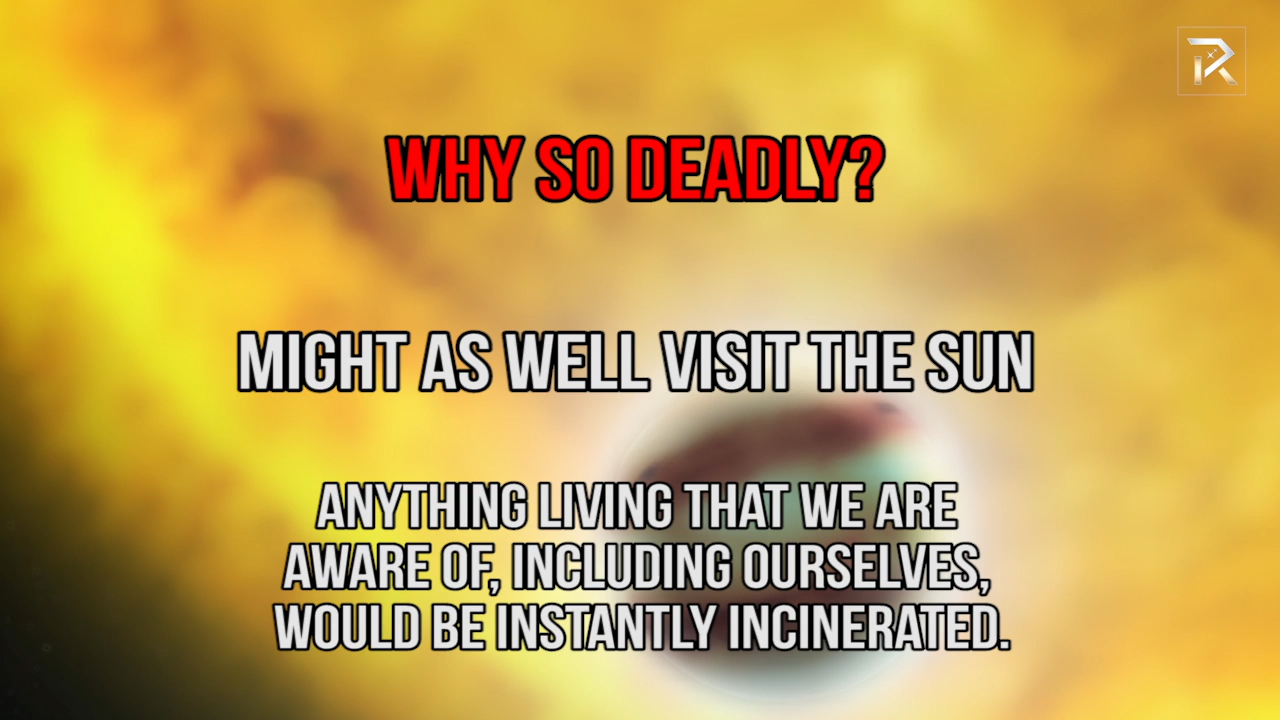 WHY SO DEADLY?
MIGHT AS WELL VISIT THE SUN
ANYTHING LIVING THAT WE ARE
AWARE OF, INCLUDING OURSELVES,
WOULD BE INSTANTLY INCINERATED.